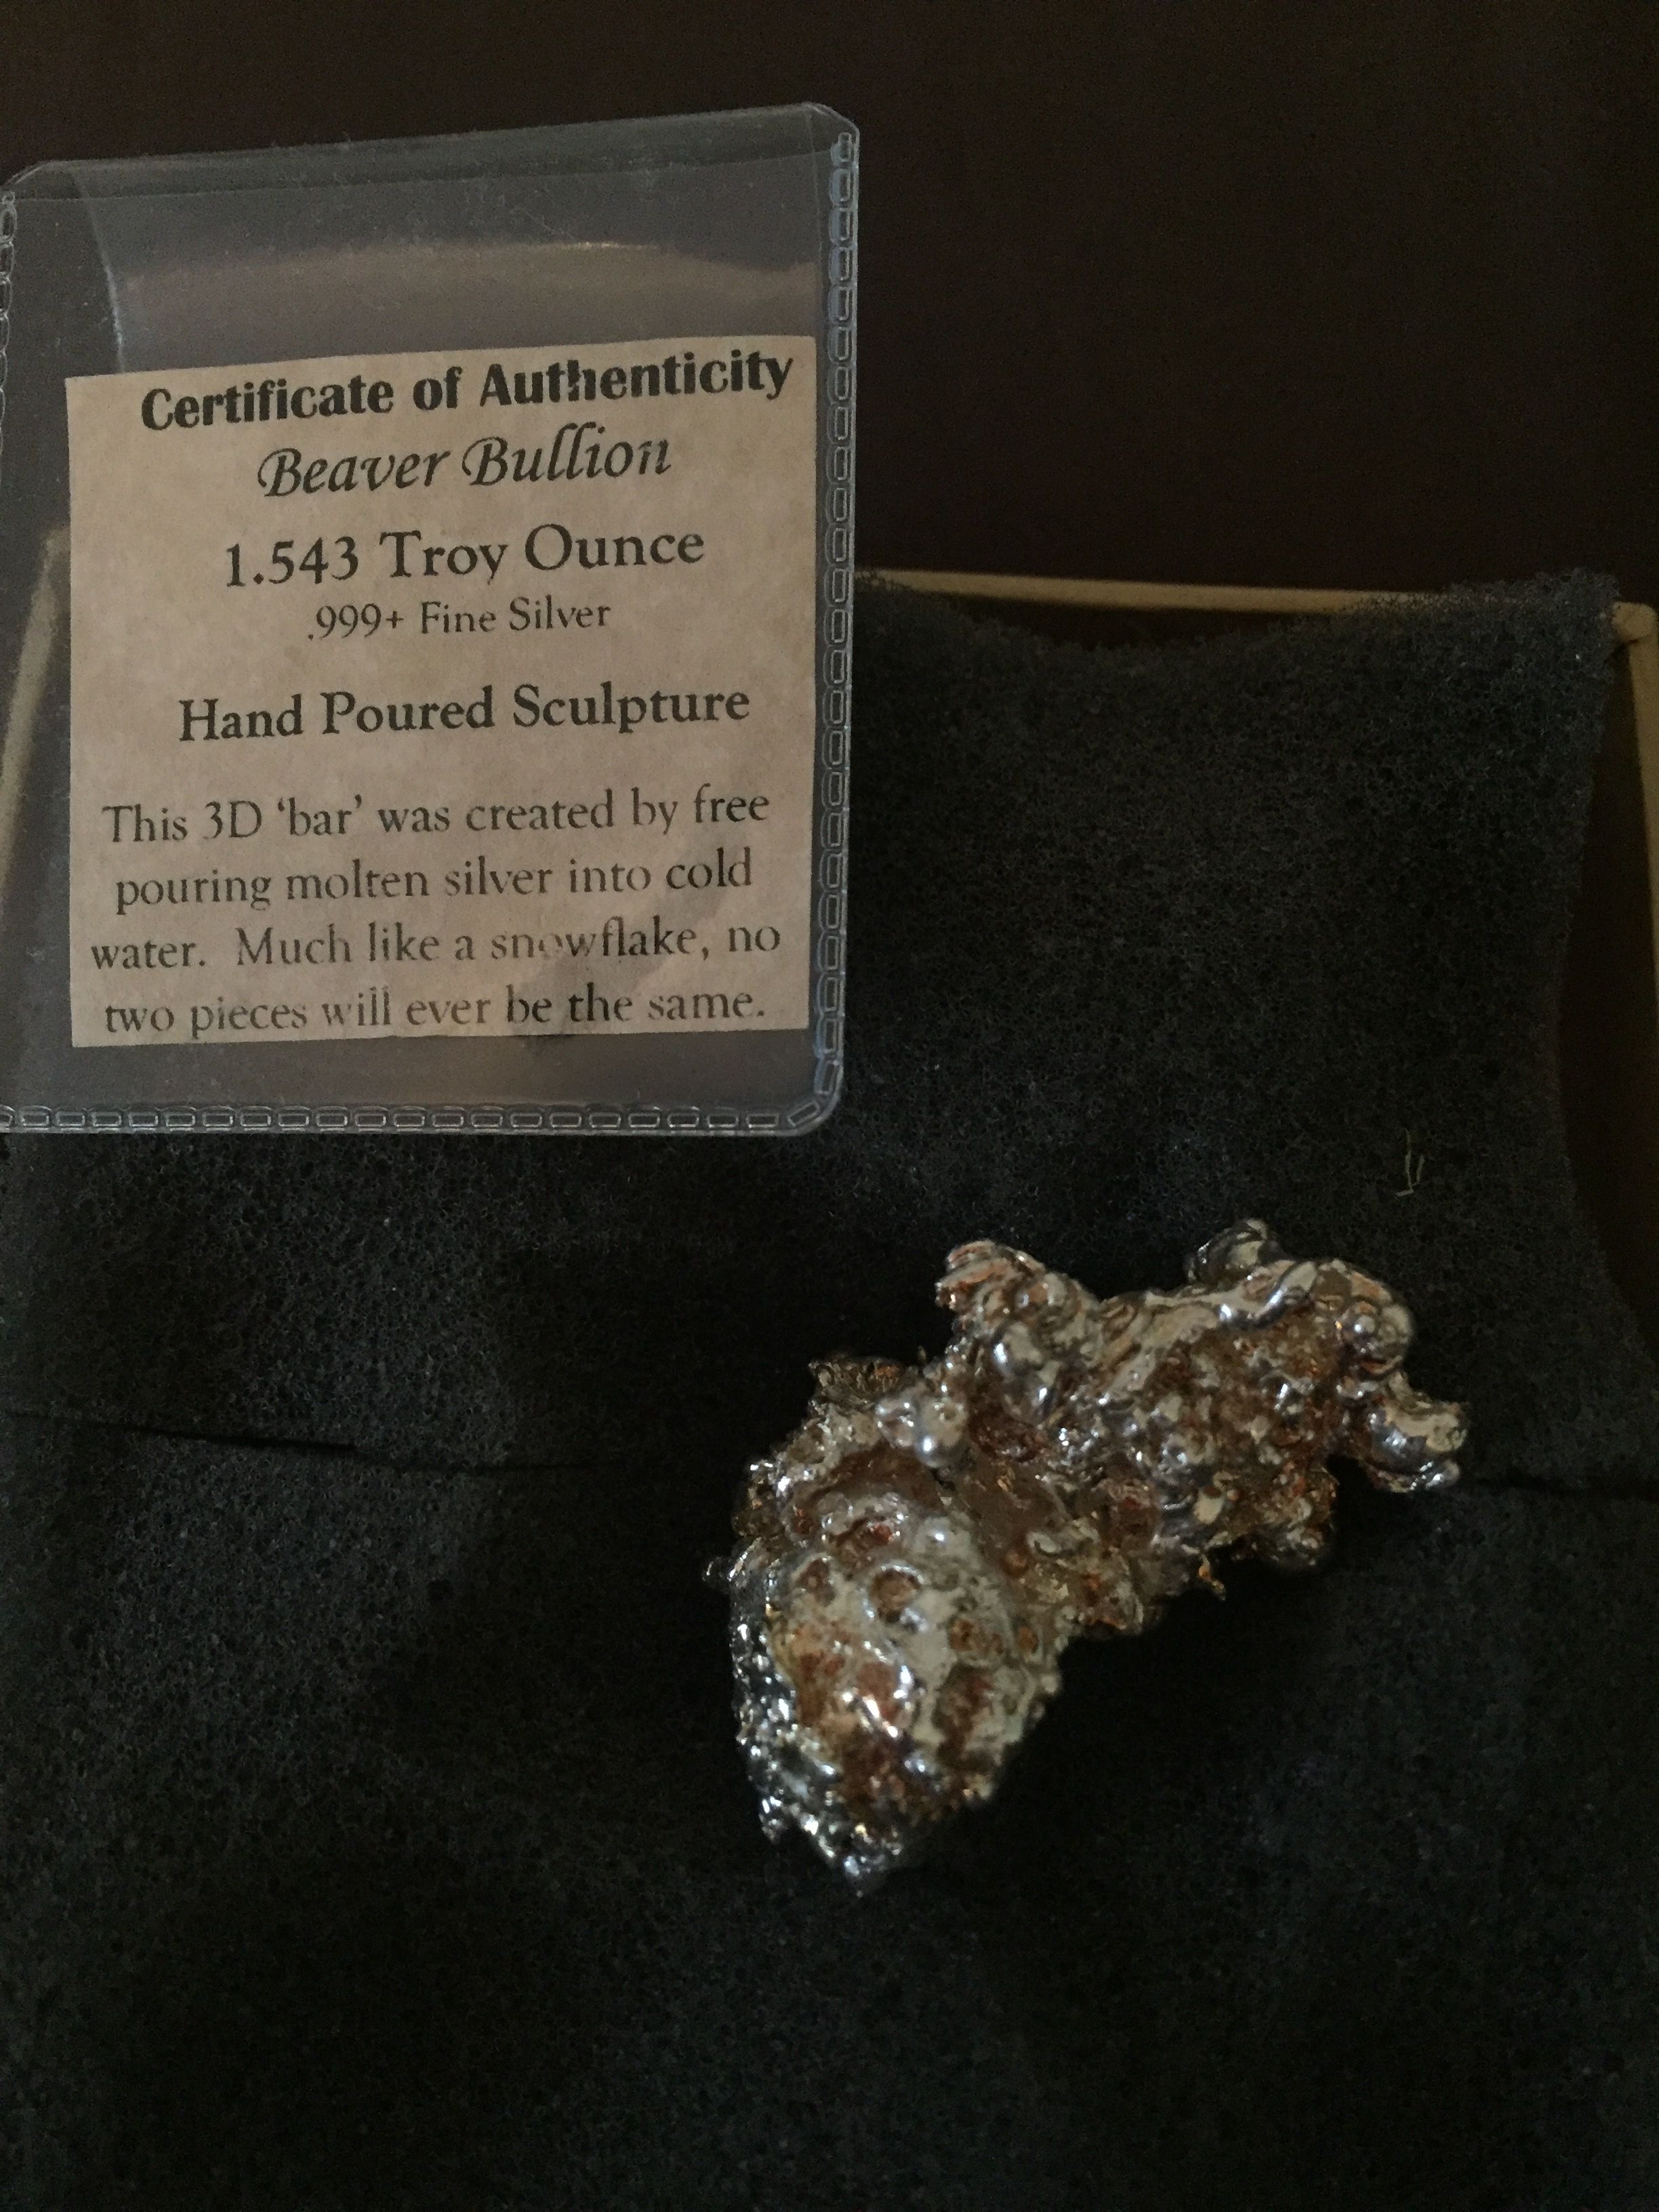 Certificate of Authenticity
Beaver Bullion
1.543 Troy Ounce
.999+ Fine Silver
Hand Poured Sculpture
This 3D ‘bar’ was created by free
pouring molten silver into cold
water. Much like a snowflake, no
two pieces will ever be the same.